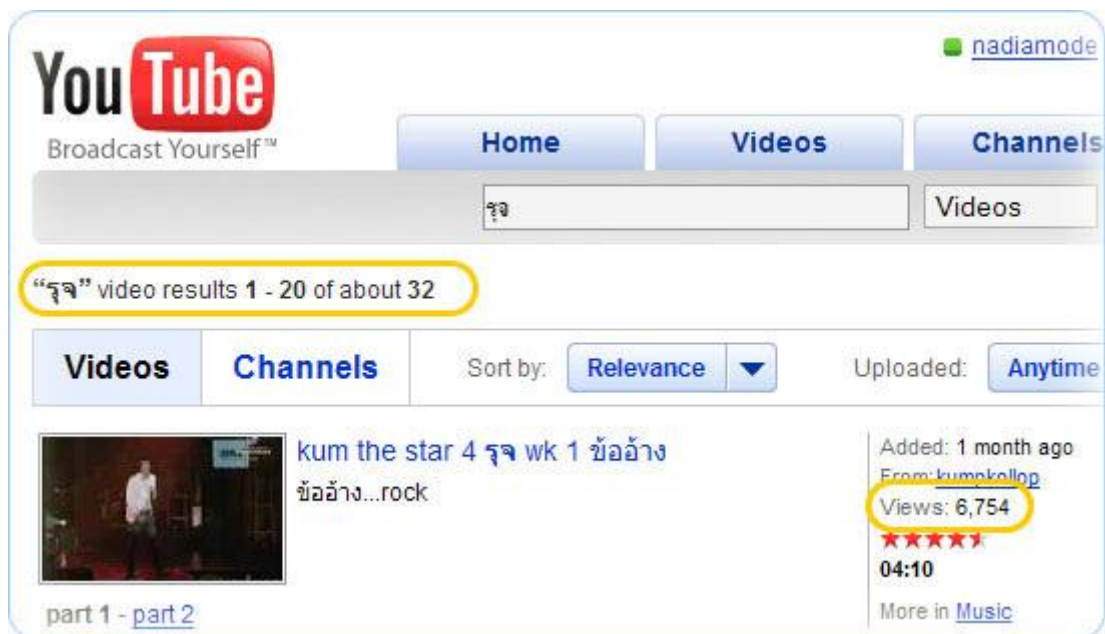 nadiamode
YouTube
Broadcast Yourself™
Home Videos Channels
รุจ Videos
“รุจ” video results 1 - 20 of about 32
Videos Channels Sort by: Relevance Uploaded: Anytime
kum the star 4 รุจ wk 1 ข้ออ้าง
ข้ออ้าง...rock
Added: 1 month ago
From: kumpkollop
Views: 6,754
04:10
part 1 - part 2
More in Music